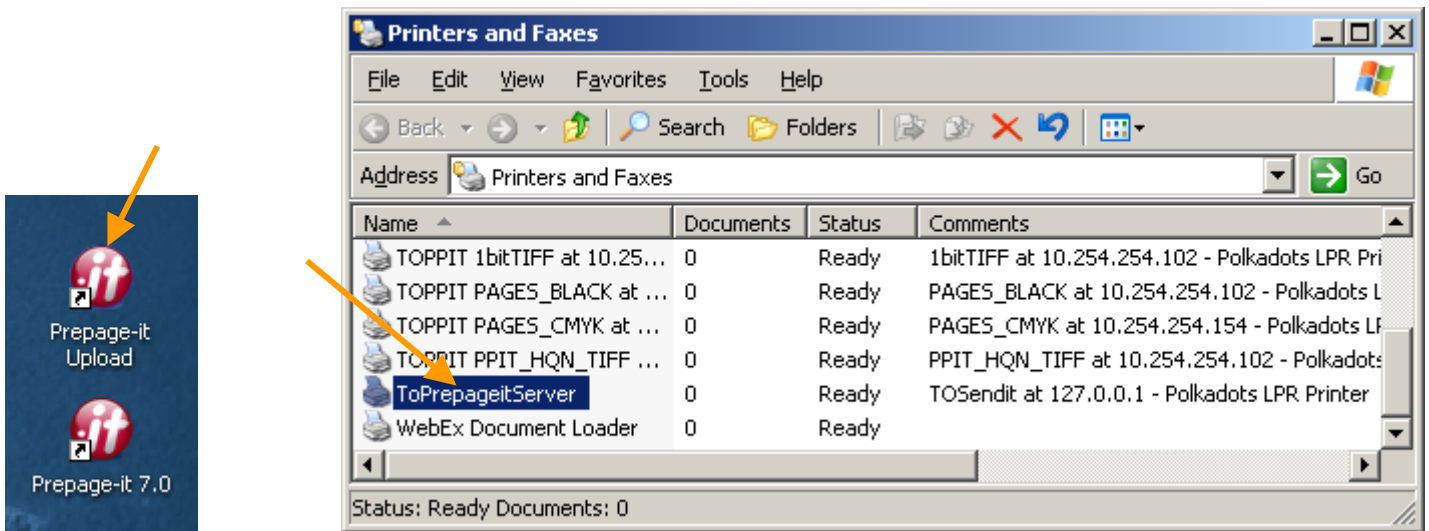 .it
Prepage-it
Upload
.it
Prepage-it 7.0
Printers and Faxes
File Edit View Favorites Tools Help
Back Search Folders
Address Printers and Faxes Go
Name Documents Status Comments
TOPPIT 1bitTIFF at 10.25... 0 Ready 1bitTIFF at 10.254.254.102 - Polkadots LPR Pri
TOPPIT PAGES_BLACK at ... 0 Ready PAGES_BLACK at 10.254.254.102 - Polkadots L
TOPPIT PAGES_CMYK at ... 0 Ready PAGES_CMYK at 10.254.254.154 - Polkadots LP
TOPPIT PPIT_HQN_TIFF ... 0 Ready PPIT_HQN_TIFF at 10.254.254.102 - Polkadots
ToPrepageitServer 0 Ready TOSendit at 127.0.0.1 - Polkadots LPR Printer
WebEx Document Loader 0 Ready
Status: Ready Documents: 0